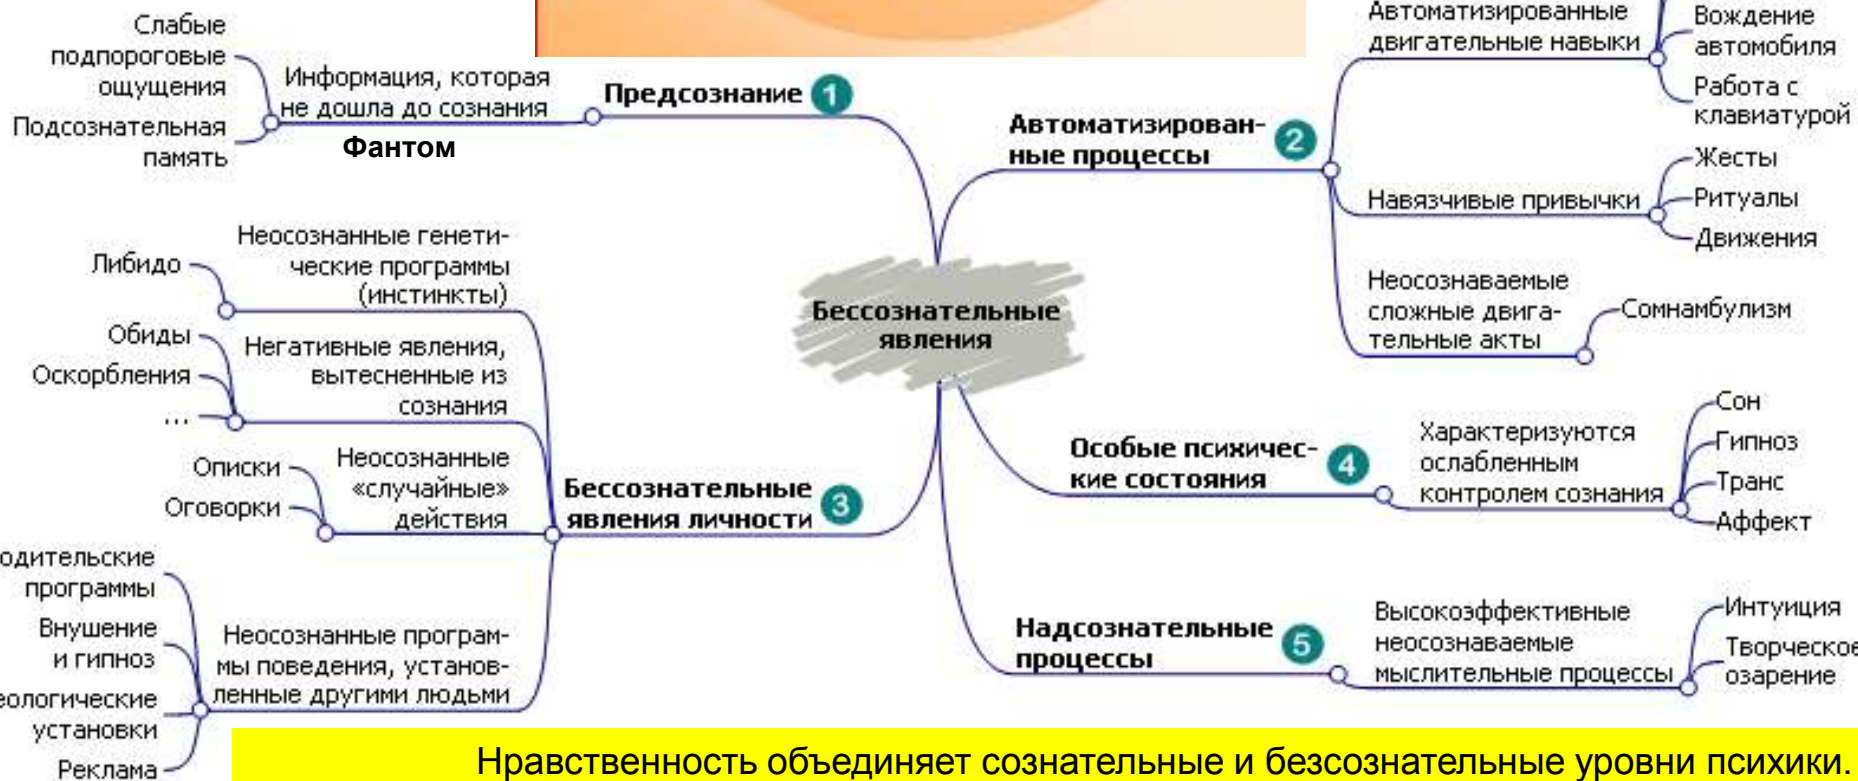 Слабые
подпороговые
ощущения
Подсознательная
память
Информация, которая
не дошла до сознания
Фантом
Предсознание 1
Автоматизирован-
ные процессы 2
Автоматизированные
двигательные навыки
Вождение
автомобиля
Работа с
клавиатурой
Навязчивые привычки
Жесты
Ритуалы
Движения
Неосознаваемые
сложные двига-
тельные акты
Сомнамбулизм
Бессознательные
явления
Либидо
Неосознанные генети-
ческие программы
(инстинкты)
Обиды
Оскорбления
...
Негативные явления,
вытесненные из
сознания
Описки
Оговорки
Неосознанные
«случайные»
действия
Бессознательные
явления личности 3
одительские
программы
Внушение
и гипноз
еологические
установки
Реклама
Неосознанные програм-
мы поведения, установ-
ленные другими людьми
Особые психичес-
кие состояния 4
Характеризуются
ослабленным
контролем сознания
Сон
Гипноз
Транс
Аффект
Надсознательные
процессы 5
Высокоэффективные
неосознаваемые
мыслительные процессы
Интуиция
Творческое
озарение
Нравственность объединяет сознательные и безсознательные уровни психики.